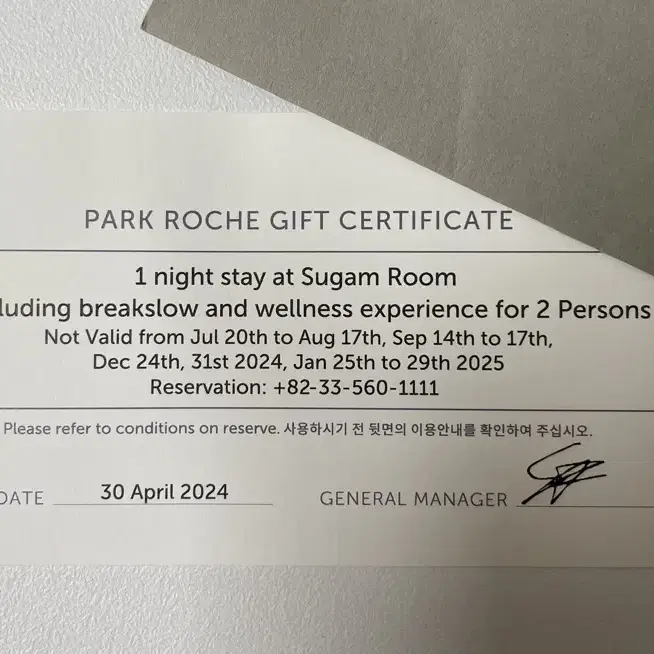 PARK ROCHE GIFT CERTIFICATE
1 night stay at Sugam Room
luding breakslow and wellness experience for 2 Persons
Not Valid from Jul 20th to Aug 17th, Sep 14th to 17th,
Dec 24th, 31st 2024, Jan 25th to 29th 2025
Reservation: +82-33-560-1111
Please refer to conditions on reserve. 사용하시기 전 뒷면의 이용안내를 확인하여 주십시오.
DATE 30 April 2024 GENERAL MANAGER